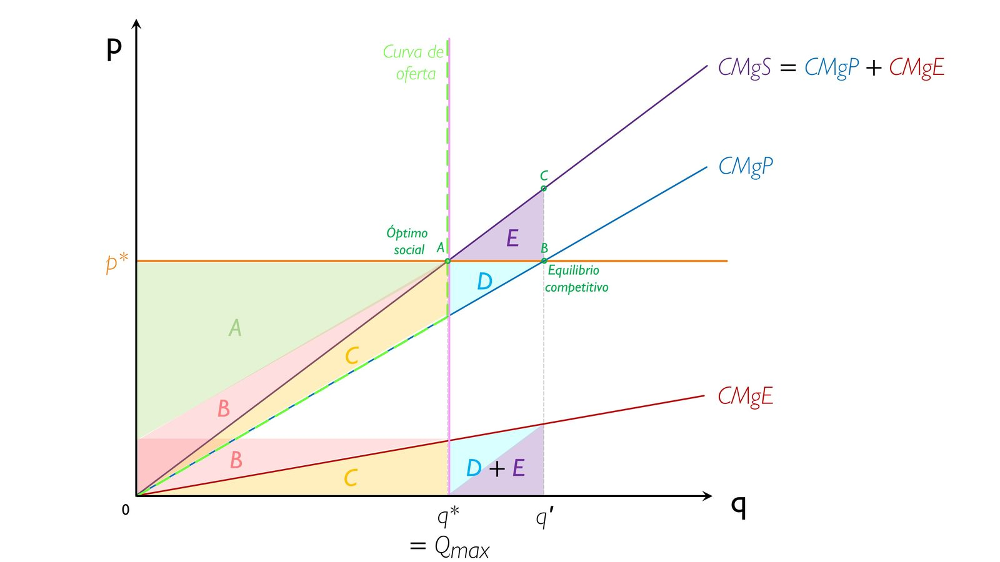 p
Curva de
oferta
CMgS = CMgP + CMgE
CMgP
C
Óptimo
social
A
E
B
p*
Equilibrio
competitivo
D
A
C
B
CMgE
B
C
D + E
0
q*
q'
q
= Qmax